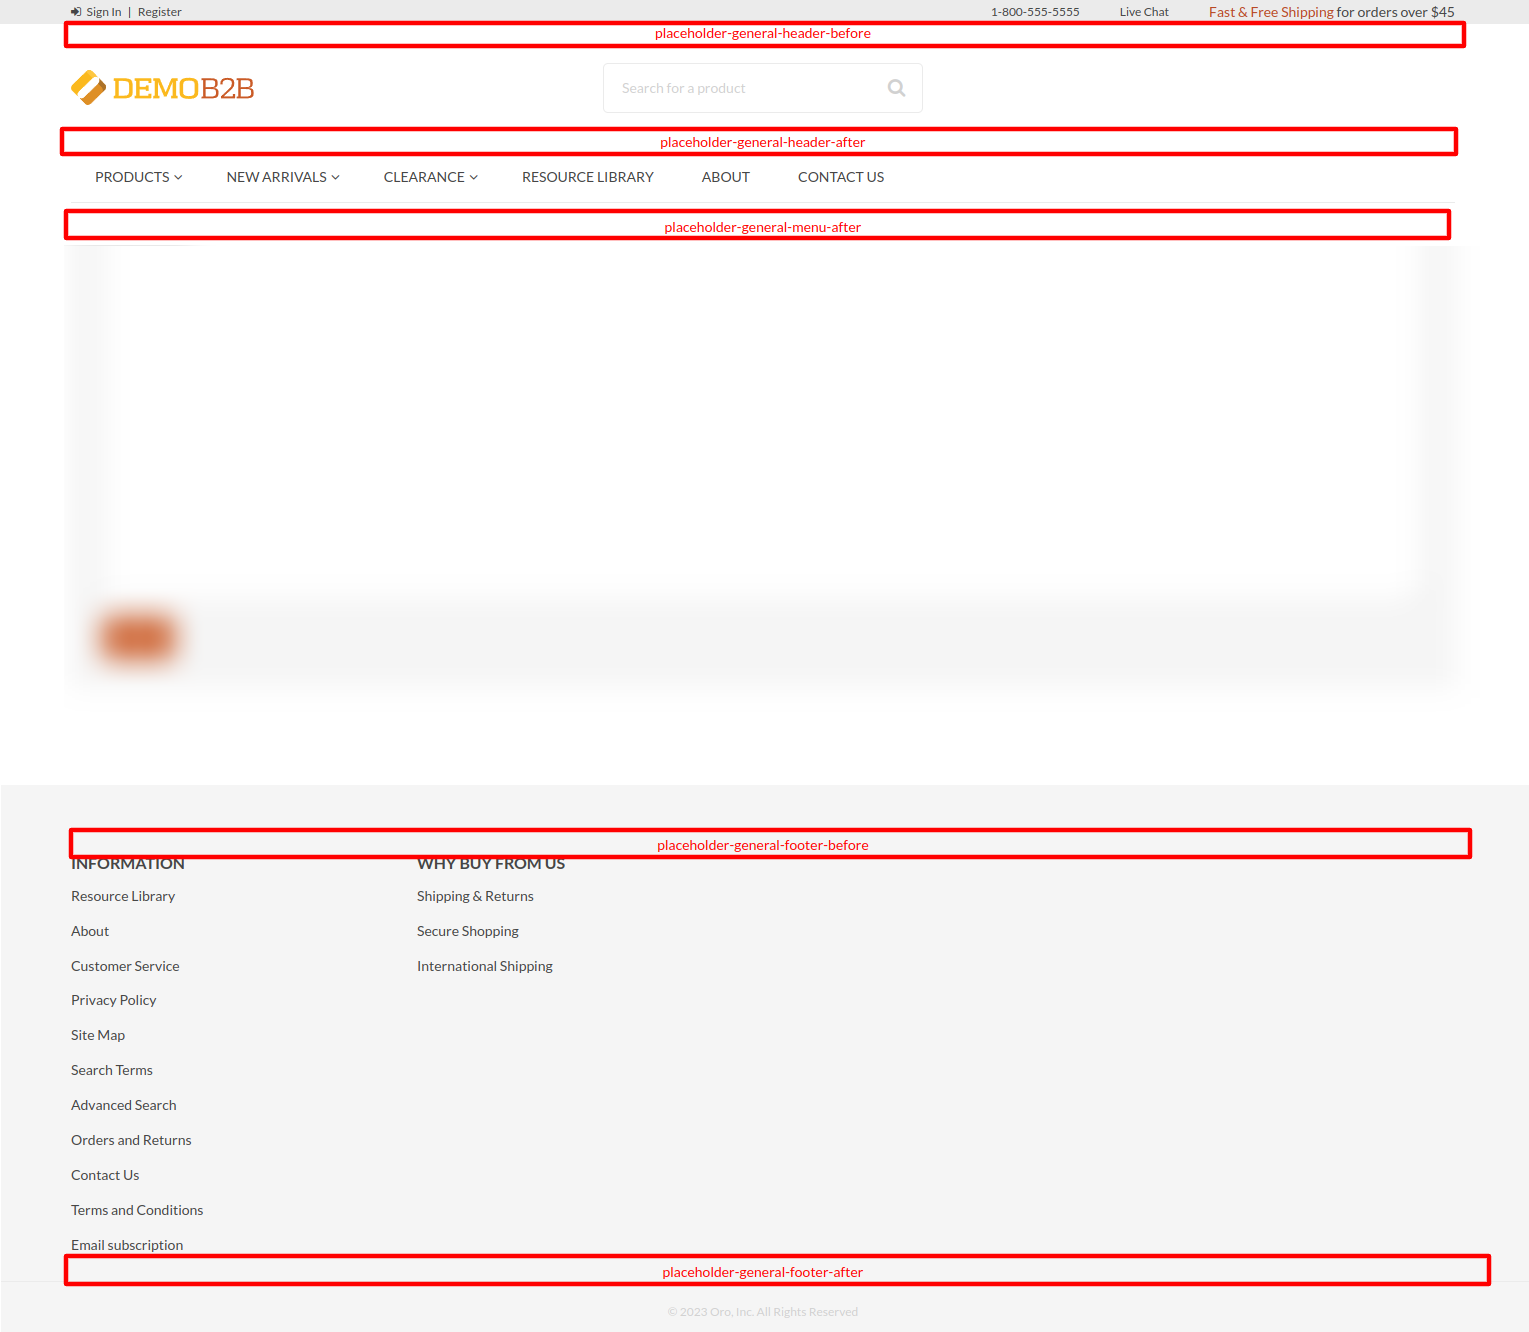 Sign In | Register 1-800-555-5555 Live Chat Fast & Free Shipping for orders over $45
placeholder-general-header-before
DEMOB2B Search for a product
placeholder-general-header-after
PRODUCTS NEW ARRIVALS CLEARANCE RESOURCE LIBRARY ABOUT CONTACT US
placeholder-general-menu-after
placeholder-general-footer-before
INFORMATION WHY BUY FROM US
Resource Library Shipping & Returns
About Secure Shopping
Customer Service International Shipping
Privacy Policy
Site Map
Search Terms
Advanced Search
Orders and Returns
Contact Us
Terms and Conditions
Email subscription
placeholder-general-footer-after
© 2023 Oro, Inc. All Rights Reserved